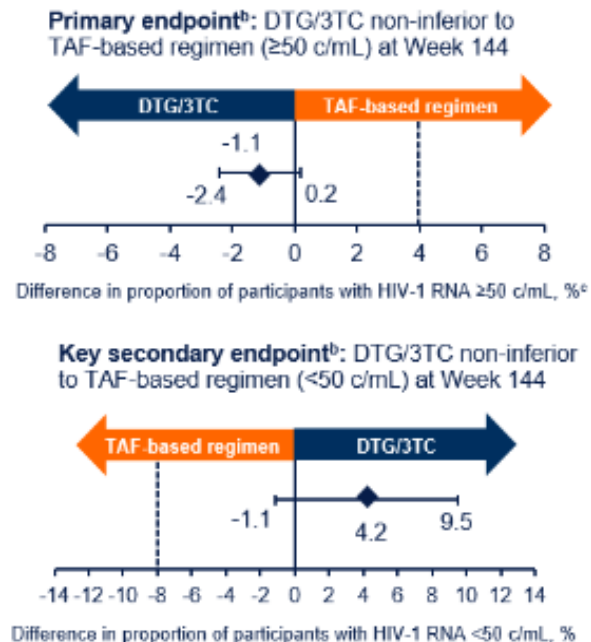 Primary endpointᵇ: DTG/3TC non-inferior to
TAF-based regimen (≥50 c/mL) at Week 144
DTG/3TC TAF-based regimen
-1.1
-2.4 0.2
-8 -6 -4 -2 0 2 4 6 8
Difference in proportion of participants with HIV-1 RNA ≥50 c/mL, %ᶜ
Key secondary endpointᵇ: DTG/3TC non-inferior
to TAF-based regimen (<50 c/mL) at Week 144
TAF-based regimen DTG/3TC
-1.1 4.2 9.5
-14 -12 -10 -8 -6 -4 -2 0 2 4 6 8 10 12 14
Difference in proportion of participants with HIV-1 RNA <50 c/mL, %